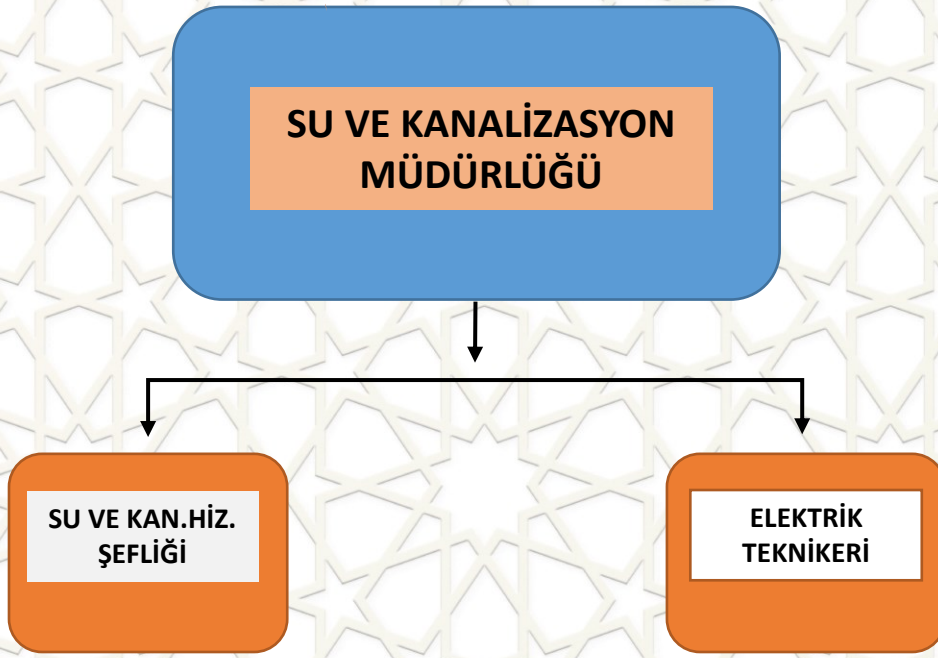 SU VE KANALİZASYON
MÜDÜRLÜĞÜ
SU VE KAN.HİZ.
ŞEFLİĞİ
ELEKTRİK
TEKNİKERİ